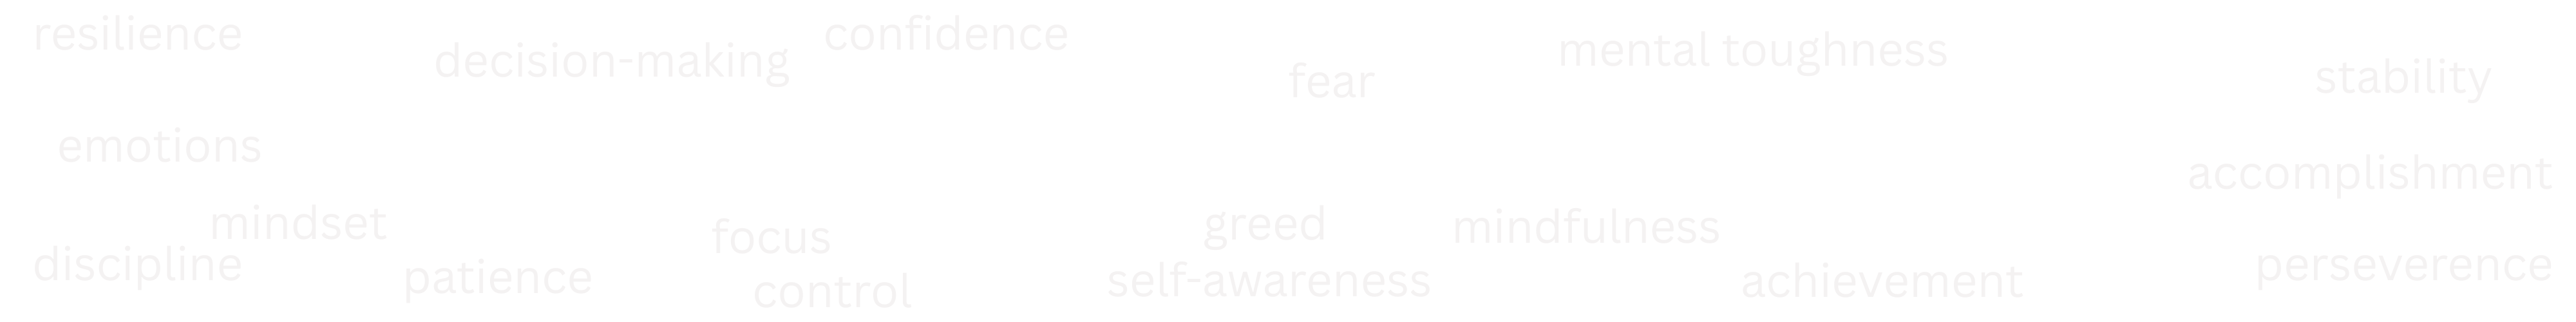 resilience
decision-making
confidence
fear
mental toughness
stability
emotions
accomplishment
mindset
focus
greed
mindfulness
discipline
patience
control
self-awareness
achievement
perseverence